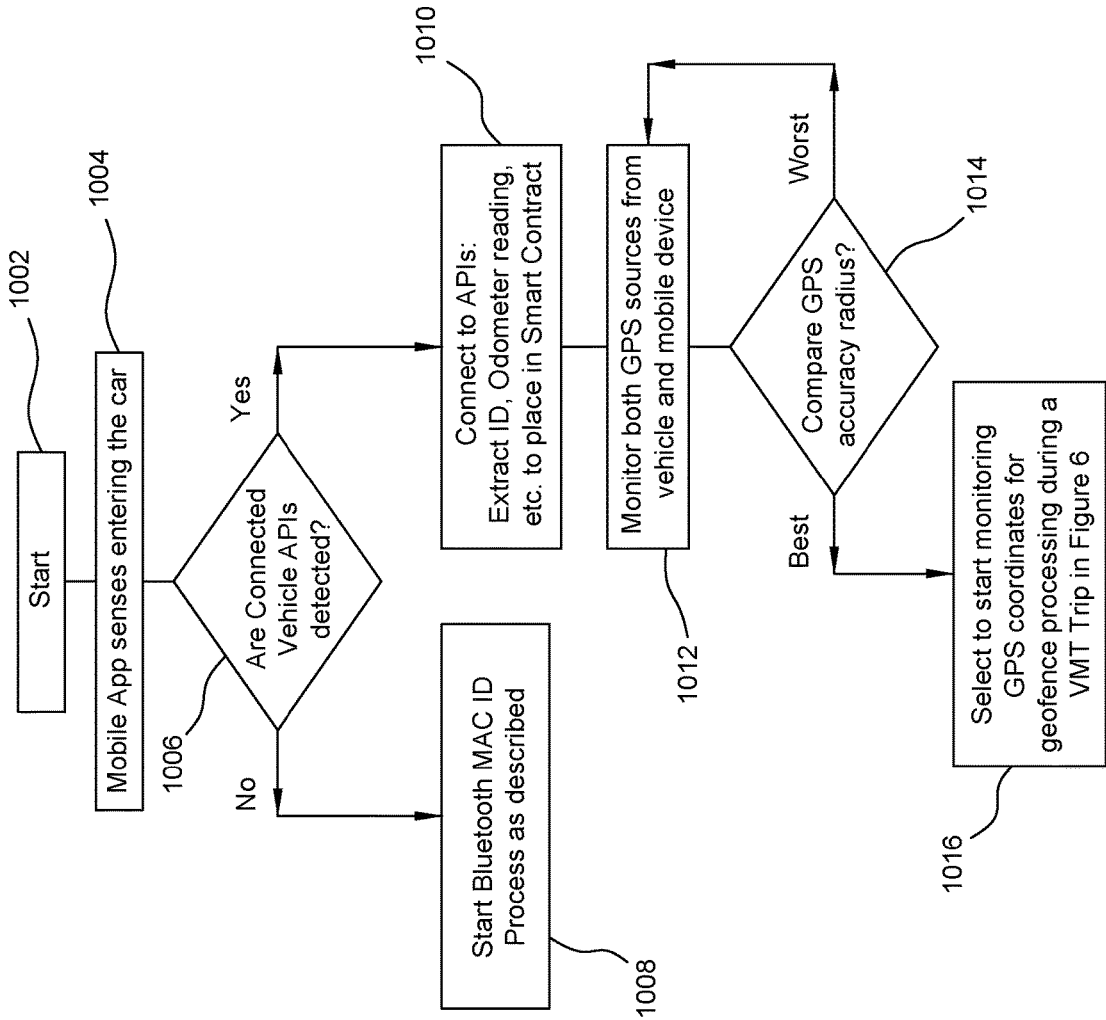 1002
Start
1004
Mobile App senses entering the car
1006
Are Connected
Vehicle APIs
detected?
No
Yes
1008
Start Bluetooth MAC ID
Process as described
1010
Connect to APIs:
Extract ID, Odometer reading,
etc. to place in Smart Contract
1012
Monitor both GPS sources from
vehicle and mobile device
1014
Compare GPS
accuracy radius?
Worst
Best
1016
Select to start monitoring
GPS coordinates for
geofence processing during a
VMT Trip in Figure 6